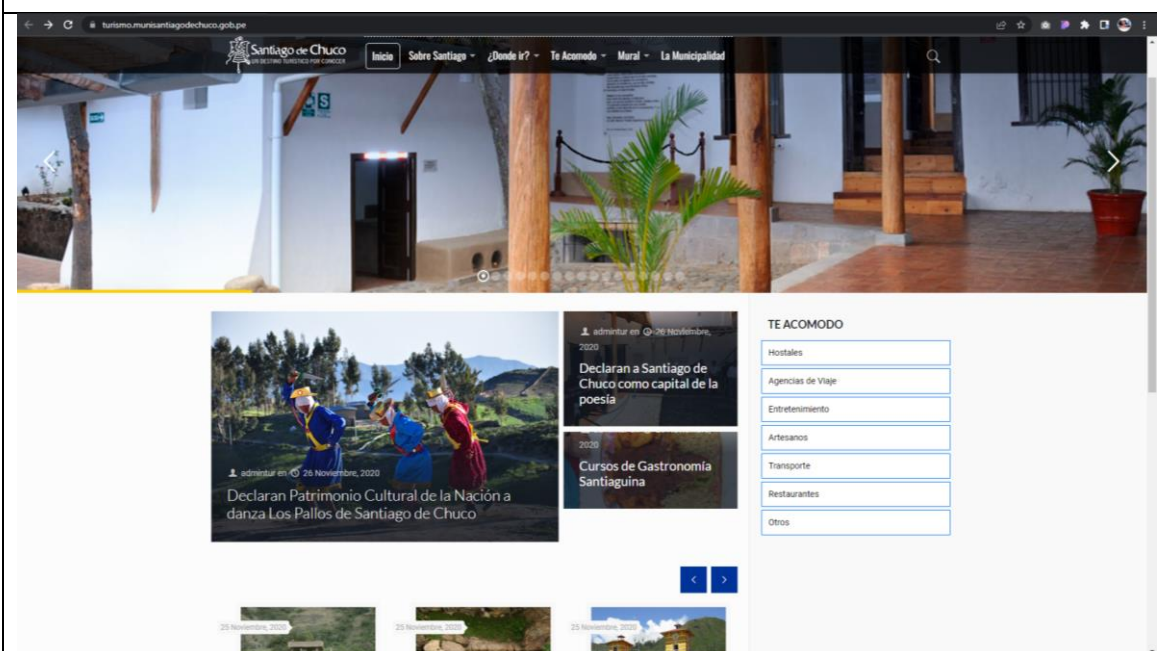 turismo.munisantiagodechuco.gob.pe
Santiago de Chuco
UN DESTINO TURÍSTICO POR CONOCER
Inicio
Sobre Santiago
¿Donde ir?
Te Acomodo
Mural
La Municipalidad
S
admintur en 26 Noviembre, 2020
Declaran Patrimonio Cultural de la Nación a
danza Los Pallos de Santiago de Chuco
admintur en 26 Noviembre,
2020
Declaran a Santiago de
Chuco como capital de la
poesía
2020
Cursos de Gastronomía
Santiaguina
TE ACOMODO
Hostales
Agencias de Viaje
Entretenimiento
Artesanos
Transporte
Restaurantes
Otros
25 Noviembre, 2020
25 Noviembre, 2020
25 Noviembre, 2020